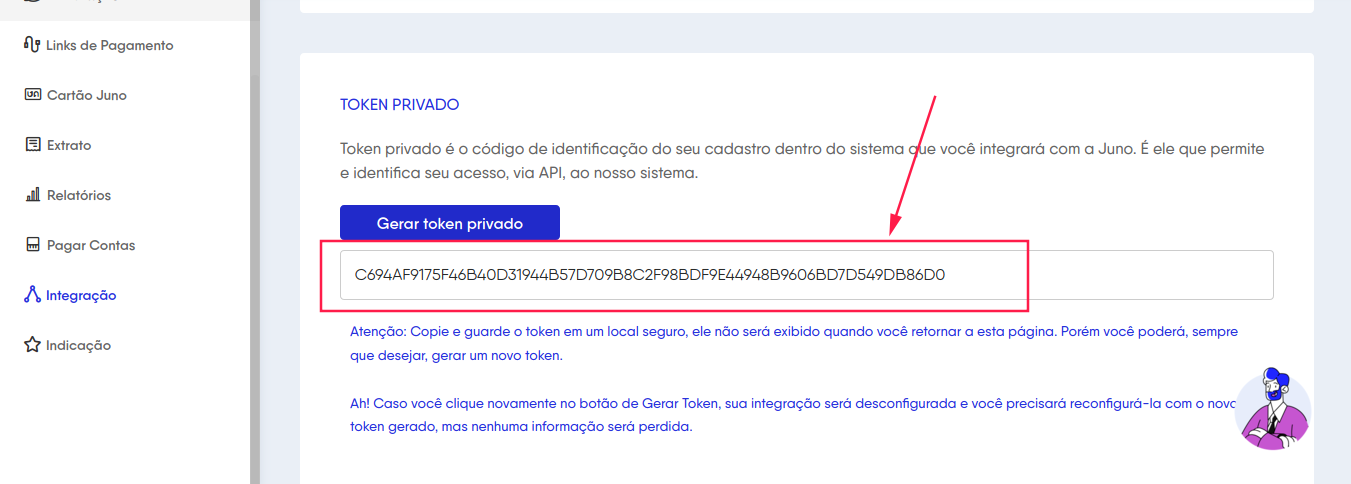 Links de Pagamento
Cartão Juno
Extrato
Relatórios
Pagar Contas
Integração
Indicação
TOKEN PRIVADO
Token privado é o código de identificação do seu cadastro dentro do sistema que você integrará com a Juno. É ele que permite
e identifica seu acesso, via API, ao nosso sistema.
Gerar token privado
C694AF9175F46B40D31944B57D709B8C2F98BDF9E44948B9606BD7D549DB86D0
Atenção: Copie e guarde o token em um local seguro, ele não será exibido quando você retornar a esta página. Porém você poderá, sempre
que desejar, gerar um novo token.
Ah! Caso você clique novamente no botão de Gerar Token, sua integração será desconfigurada e você precisará reconfigurá-la com o novo
token gerado, mas nenhuma informação será perdida.